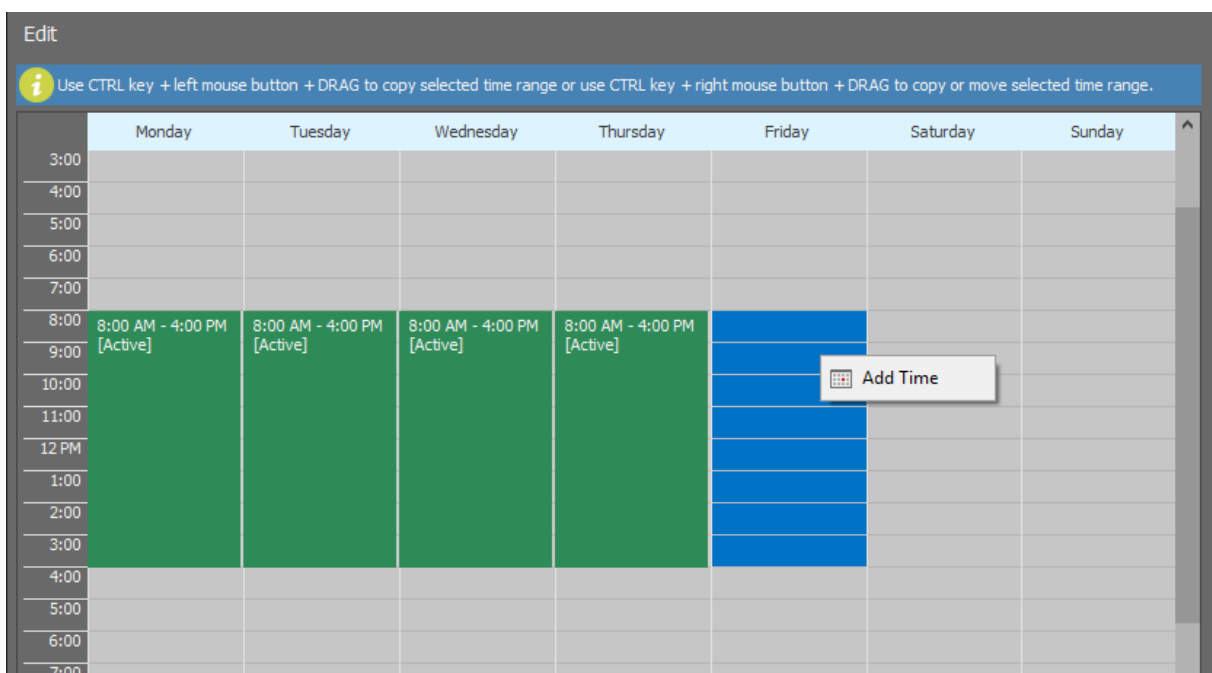 Edit
Use CTRL key + left mouse button + DRAG to copy selected time range or use CTRL key + right mouse button + DRAG to copy or move selected time range.
Monday Tuesday Wednesday Thursday Friday Saturday Sunday
3:00
4:00
5:00
6:00
7:00
8:00 8:00 AM - 4:00 PM 8:00 AM - 4:00 PM 8:00 AM - 4:00 PM 8:00 AM - 4:00 PM
[Active] [Active] [Active] [Active]
9:00
10:00 Add Time
11:00
12 PM
1:00
2:00
3:00
4:00
5:00
6:00
7:00